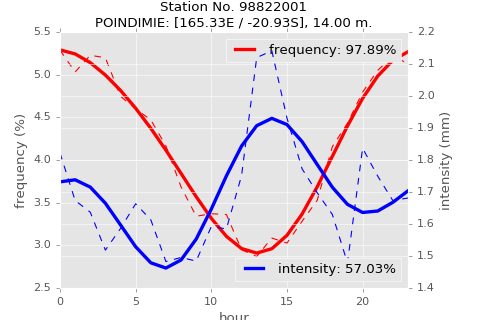 Station No. 98822001
POINDIMIE: [165.33E / -20.93S], 14.00 m.
frequency: 97.89%
intensity: 57.03%
frequency (%)
intensity (mm)
5.5
5.0
4.5
4.0
3.5
3.0
2.5
2.2
2.1
2.0
1.9
1.8
1.7
1.6
1.5
1.4
0 5 10 15 20
hour